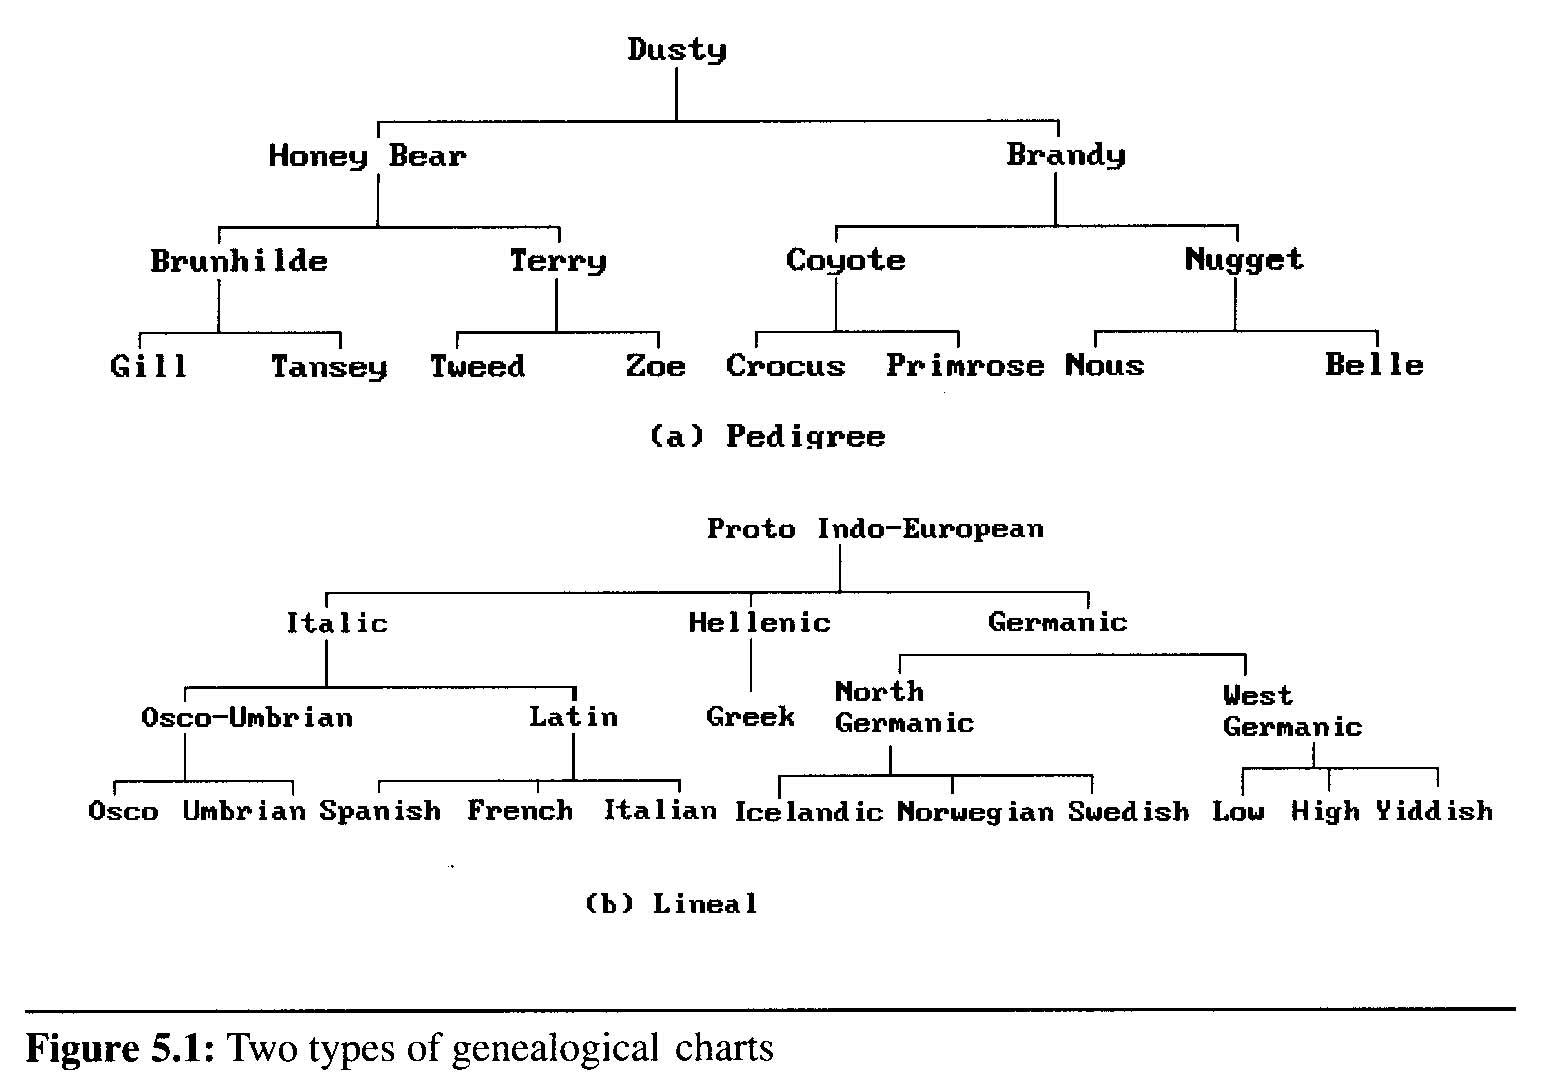 Dusty
Honey Bear Brandy
Brunhilde Terry Coyote Nugget
Gill Tansey Tweed Zoe Crocus Primrose Nous Belle
(a) Pedigree
Proto Indo-European
Italic Hellenic Germanic
Osco-Umbrian Latin Greek North Germanic West Germanic
Osco Umbrian Spanish French Italian Icelandic Norwegian Swedish Low High Yiddish
(b) Lineal
Figure 5.1: Two types of genealogical charts